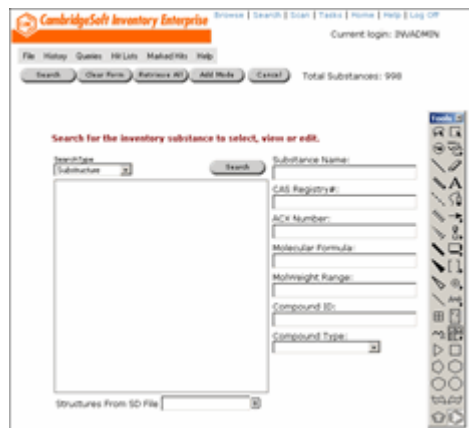 CambridgeSoft Inventory Enterprise
Browse | Search | Scan | Tasks | Home | Help | Log Off
Current login: INVADMIN
File History Queries Hit Lists Marked Hits Help
Search Clear Form Retrieve All Add Mode Cancel Total Substances: 998
Tools
Search for the inventory substance to select, view or edit.
Search Type
Substructure
Search
Substance Name:
CAS Registry#:
ACX Number:
Molecular Formula:
MolWeight Range:
Compound ID:
Compound Type:
Structures From SD File